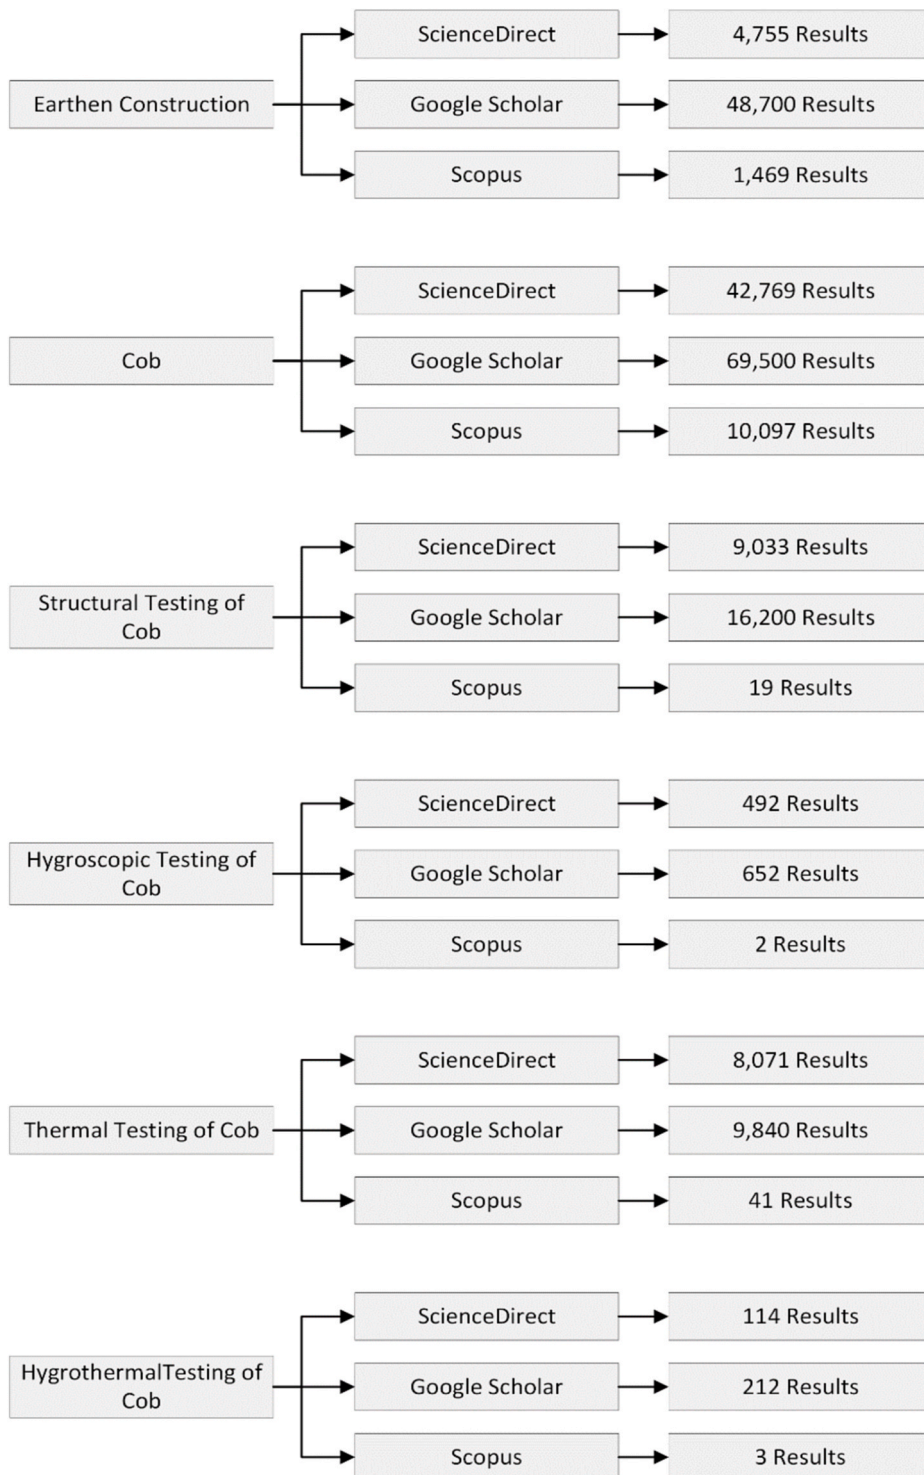 ScienceDirect
4,755 Results
Earthen Construction
Google Scholar
48,700 Results
Scopus
1,469 Results
ScienceDirect
42,769 Results
Cob
Google Scholar
69,500 Results
Scopus
10,097 Results
ScienceDirect
9,033 Results
Structural Testing of
Cob
Google Scholar
16,200 Results
Scopus
19 Results
ScienceDirect
492 Results
Hygroscopic Testing of
Cob
Google Scholar
652 Results
Scopus
2 Results
ScienceDirect
8,071 Results
Thermal Testing of Cob
Google Scholar
9,840 Results
Scopus
41 Results
ScienceDirect
114 Results
HygrothermalTesting of
Cob
Google Scholar
212 Results
Scopus
3 Results